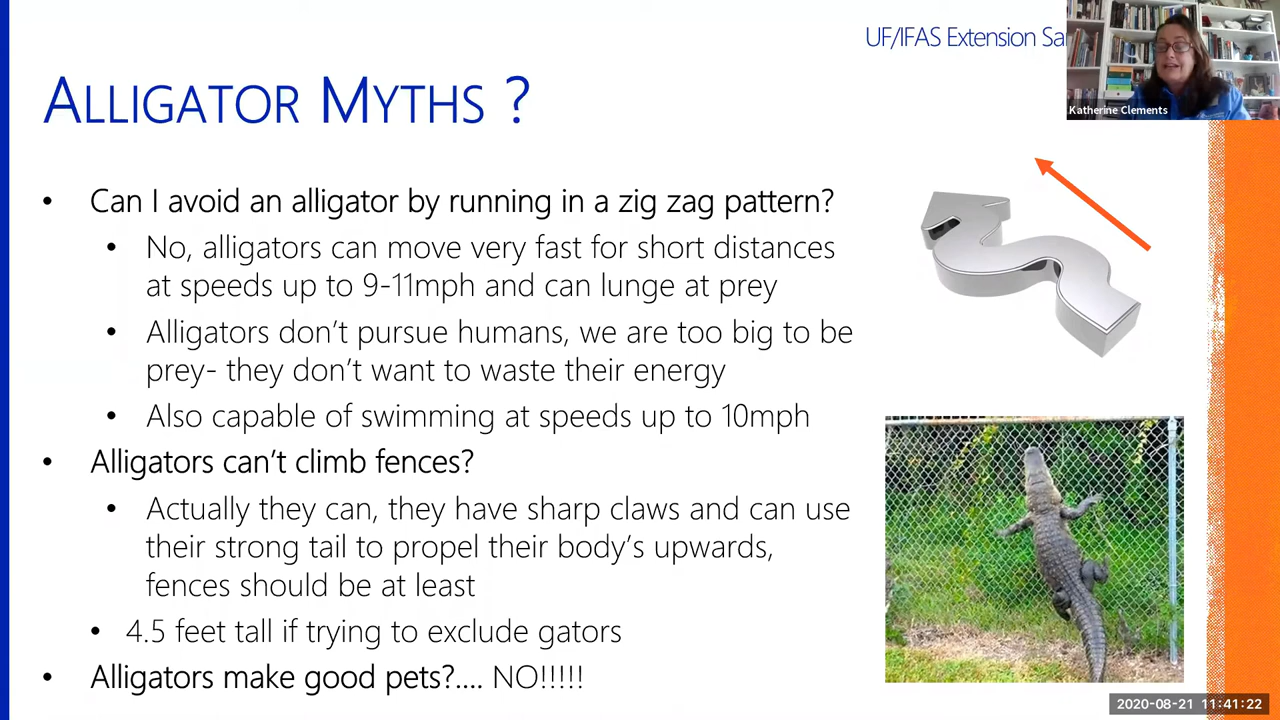 UF/IFAS Extension
Katherine Clements
ALLIGATOR MYTHS ?
• Can I avoid an alligator by running in a zig zag pattern?
• No, alligators can move very fast for short distances
at speeds up to 9-11mph and can lunge at prey
• Alligators don't pursue humans, we are too big to be
prey- they don't want to waste their energy
• Also capable of swimming at speeds up to 10mph
• Alligators can't climb fences?
• Actually they can, they have sharp claws and can use
their strong tail to propel their body's upwards,
fences should be at least
• 4.5 feet tall if trying to exclude gators
• Alligators make good pets?.... NO!!!!!
2020-08-21 11:41:22